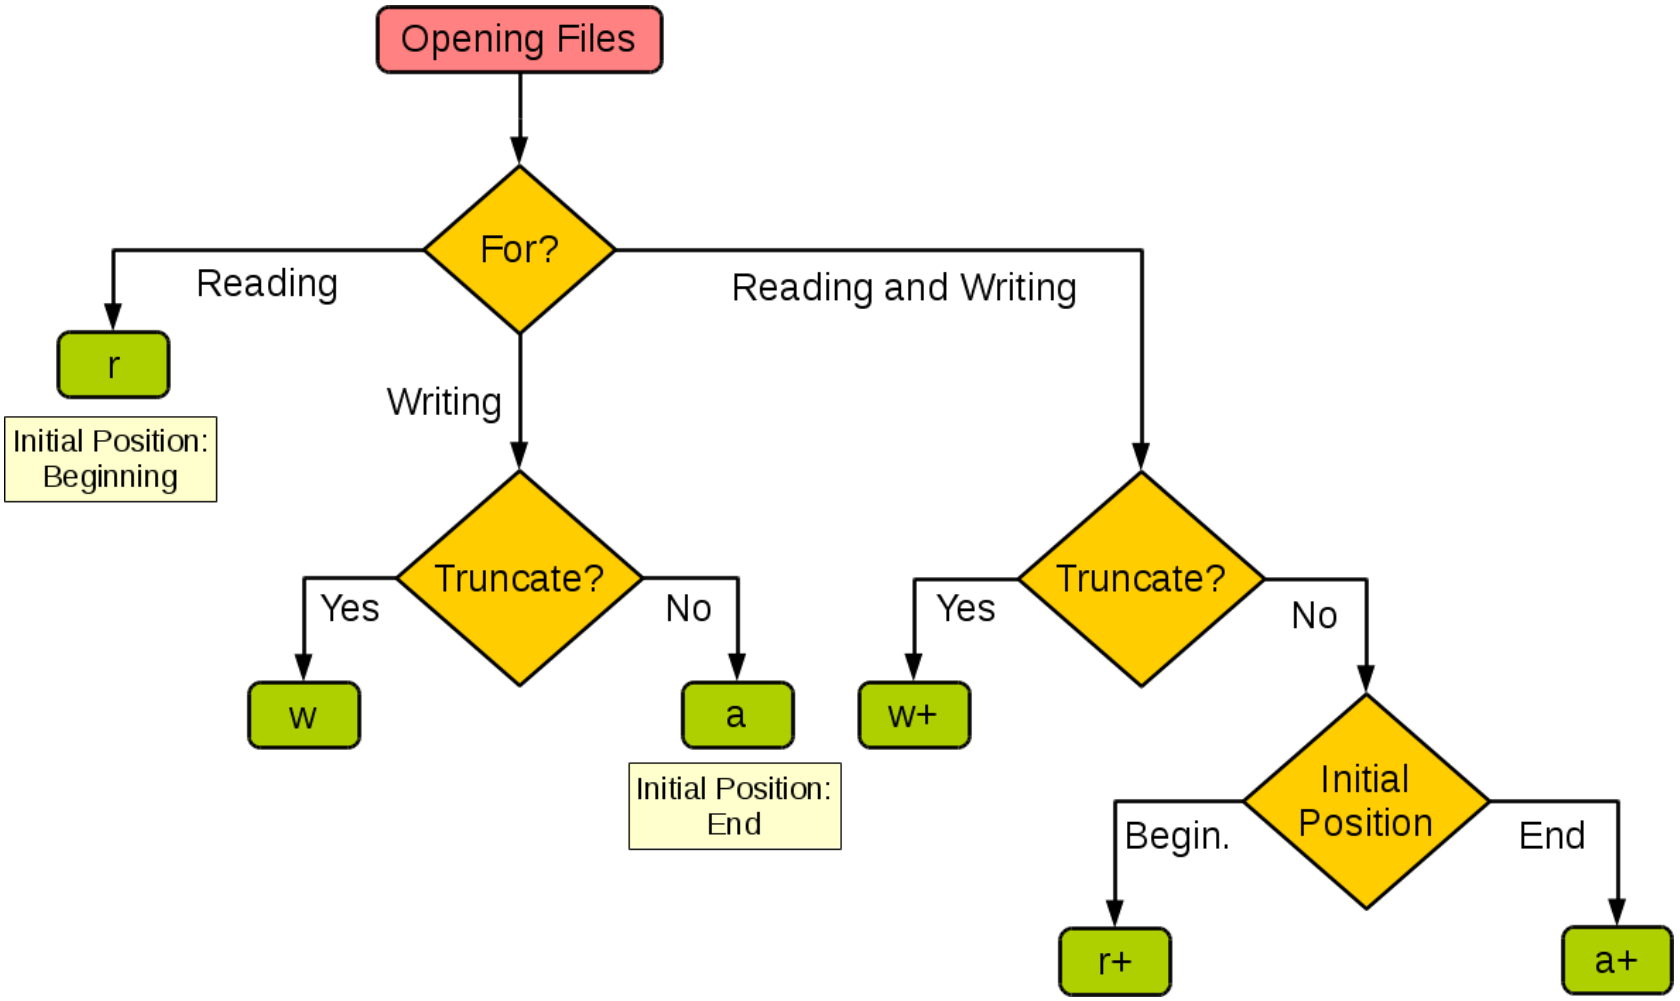 Opening Files
For?
Reading
Reading and Writing
r
Writing
Initial Position:
Beginning
Truncate?
Truncate?
Yes
No
Yes
No
w
a
w+
Initial Position:
End
Initial
Position
Begin.
End
r+
a+